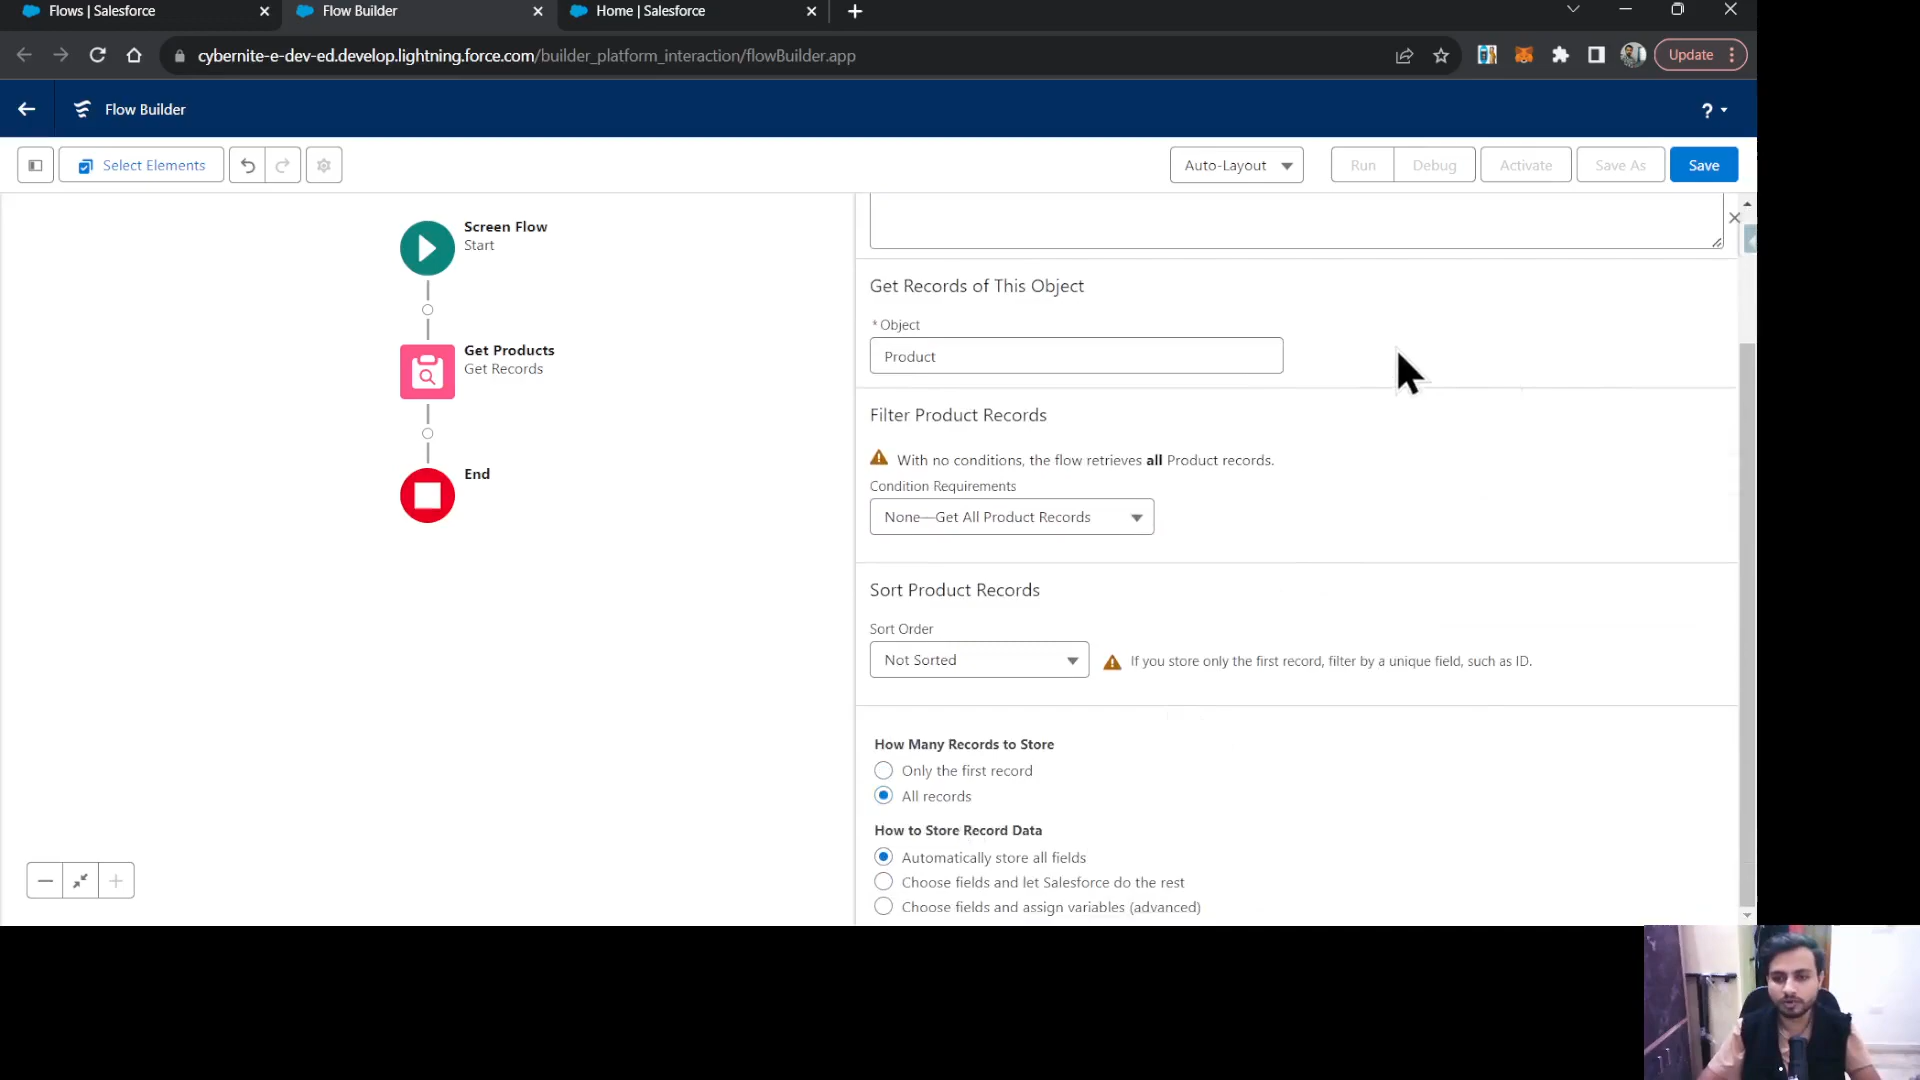 Flows | Salesforce
Flow Builder
Home | Salesforce
cybernite-e-dev-ed.develop.lightning.force.com/builder_platform_interaction/flowBuilder.app
Update
Flow Builder
?
Select Elements
Auto-Layout
Run
Debug
Activate
Save As
Save
Screen Flow
Start
Get Products
Get Records
End
Get Records of This Object
* Object
Product
Filter Product Records
With no conditions, the flow retrieves all Product records.
Condition Requirements
None—Get All Product Records
Sort Product Records
Sort Order
Not Sorted
If you store only the first record, filter by a unique field, such as ID.
How Many Records to Store
Only the first record
All records
How to Store Record Data
Automatically store all fields
Choose fields and let Salesforce do the rest
Choose fields and assign variables (advanced)